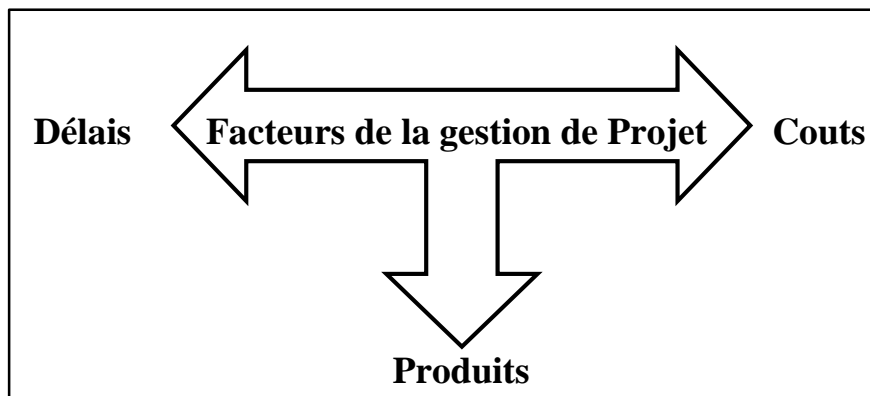 Délais
Facteurs de la gestion de Projet
Couts
Produits